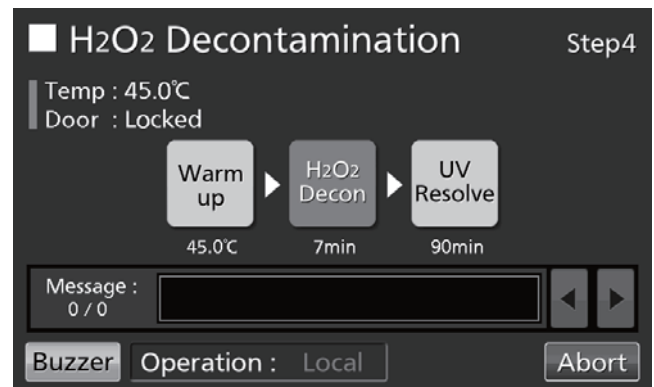 H2O2 Decontamination Step4
Temp : 45.0℃
Door : Locked
Warm up
H2O2 Decon
UV Resolve
45.0℃ 7min 90min
Message :
0 / 0
Buzzer Operation : Local Abort